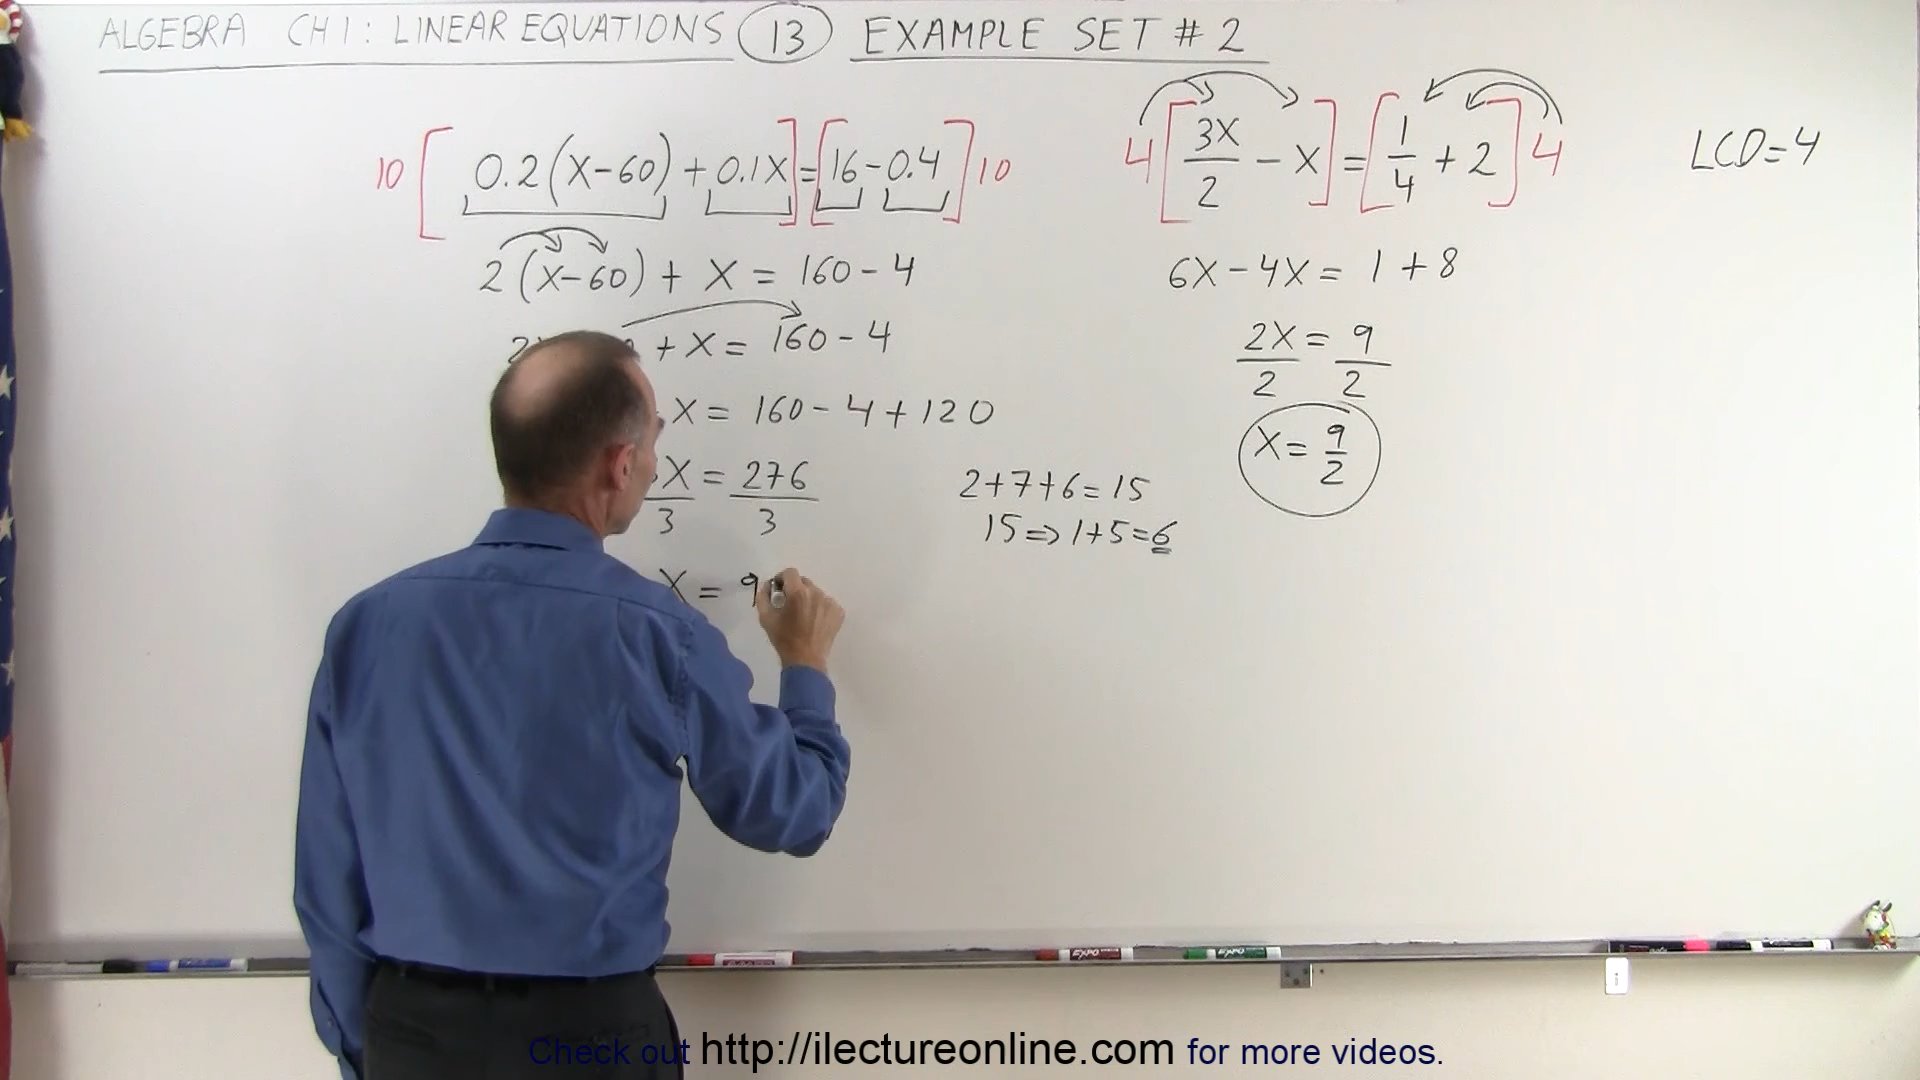 ALGEBRA CH 1: LINEAR EQUATIONS 13 EXAMPLE SET # 2
10 [ 0.2(X-60) + 0.1X ] = [ 16 - 0.4 ] 10
2(X-60) + X = 160 - 4
+ X = 160 - 4
X = 160 - 4 + 120
X = 276
3 3
X = 9
2+7+6=15
15 ⇒ 1+5=6
4 [ 3X/2 - X ] = [ 1/4 + 2 ] 4
6X - 4X = 1 + 8
2X = 9
2 2
X = 9/2
LCD=4
EXPO
EXPO
Check out http://ilectureonline.com for more videos.